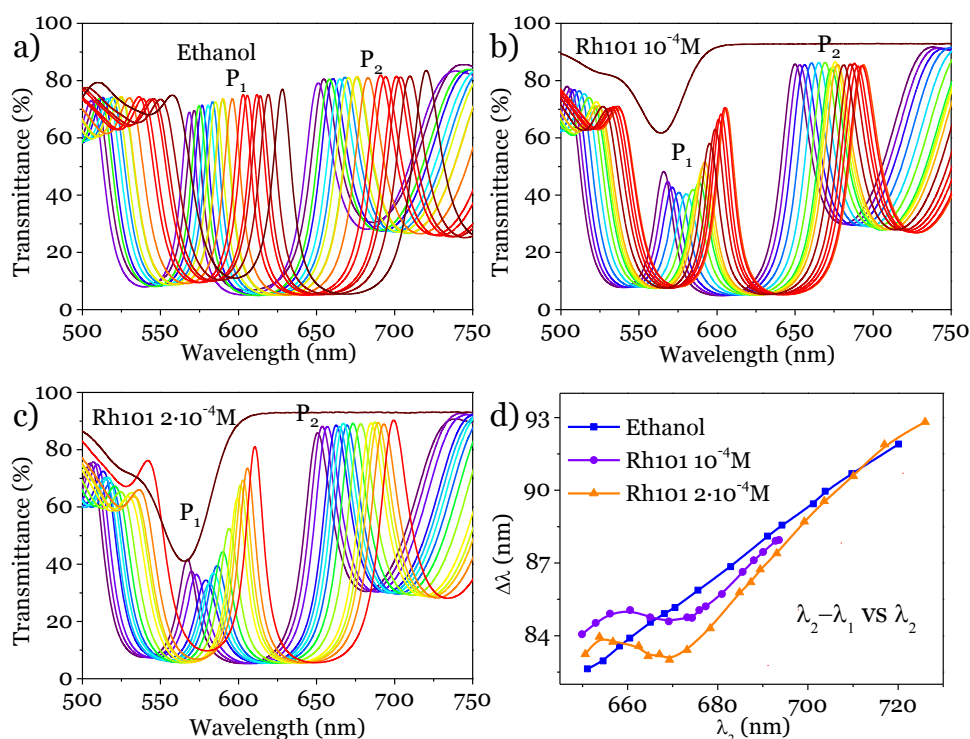 a)
Ethanol
P1
P2
Transmittance (%)
100
80
60
40
20
0
500 550 600 650 700 750
Wavelength (nm)
b)
Rh101 10⁻⁴M
P1
P2
Transmittance (%)
100
80
60
40
20
0
500 550 600 650 700 750
Wavelength (nm)
c)
Rh101 2·10⁻⁴M
P1
P2
Transmittance (%)
100
80
60
40
20
0
500 550 600 650 700 750
Wavelength (nm)
d)
Ethanol
Rh101 10⁻⁴M
Rh101 2·10⁻⁴M
λ2−λ1 vs λ2
Δλ (nm)
93
90
87
84
660 680 700 720
λ2 (nm)